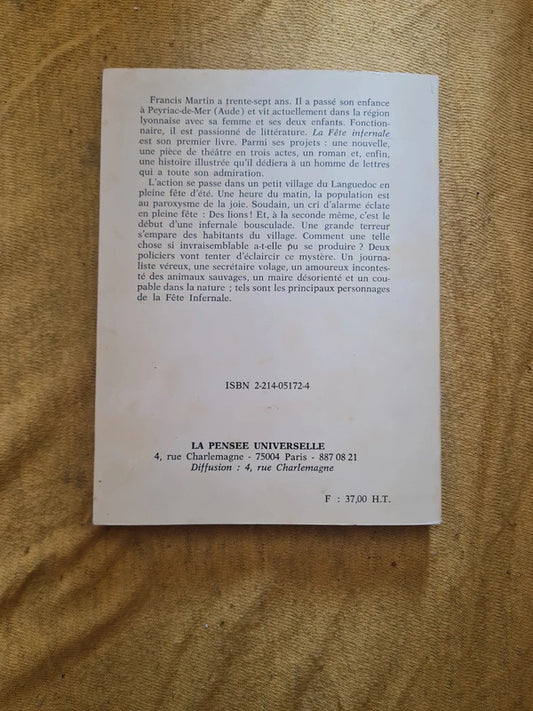 Francis Martin a trente-sept ans. Il a passé son enfance
à Peyriac-de-Mer (Aude) et vit actuellement dans la région
lyonnaise avec sa femme et ses deux enfants. Fonction-
naire, il est passionné de littérature. La Fête infernale
est son premier livre. Parmi ses projets : une nouvelle,
une pièce de théâtre en trois actes, un roman et, enfin,
une histoire illustrée qu'il dédiera à un homme de lettres
qui a toute son admiration.
L'action se passe dans un petit village du Languedoc en
pleine fête d'été. Une heure du matin, la population est
au paroxysme de la joie. Soudain, un cri d'alarme éclate
en pleine fête : Des lions! Et, à la seconde même, c'est le
début d'une infernale bousculade. Une grande terreur
s'empare des habitants du village. Comment une telle
chose si invraisemblable a-t-elle pu se produire ? Deux
policiers vont tenter d'éclaircir ce mystère. Un journa-
liste véreux, une secrétaire volage, un amoureux incontes-
té des animaux sauvages, un maire désorienté et un cou-
pable dans la nature ; tels sont les principaux personnages
de la Fête Infernale.
ISBN 2-214-05172-4
LA PENSEE UNIVERSELLE
4, rue Charlemagne - 75004 Paris - 887 08 21
Diffusion : 4, rue Charlemagne
F : 37,00 H.T.